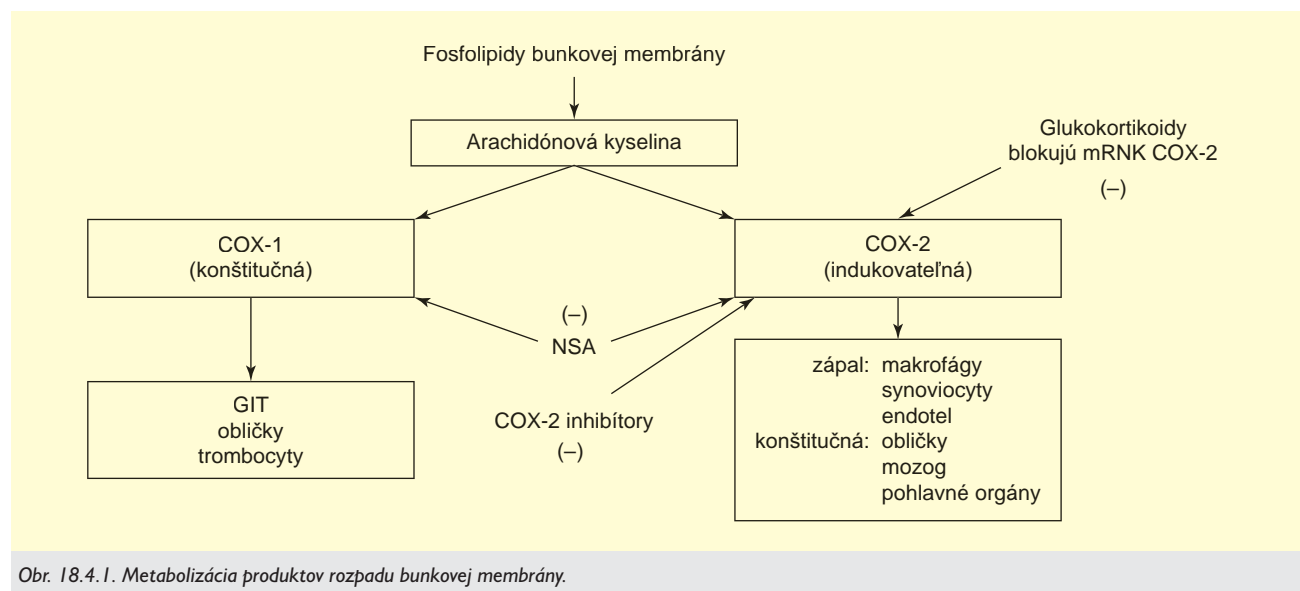 Fosfolipidy bunkovej membrány
Arachidónová kyselina
Glukokortikoidy
blokujú mRNK COX-2
(–)
COX-1
(konštitučná)
COX-2
(indukovateľná)
(–)
NSA
GIT
obličky
trombocyty
COX-2 inhibítory
(–)
zápal: makrofágy
synoviocyty
endotel
konštitučná: obličky
mozog
pohlavné orgány
Obr. 18.4.1. Metabolizácia produktov rozpadu bunkovej membrány.